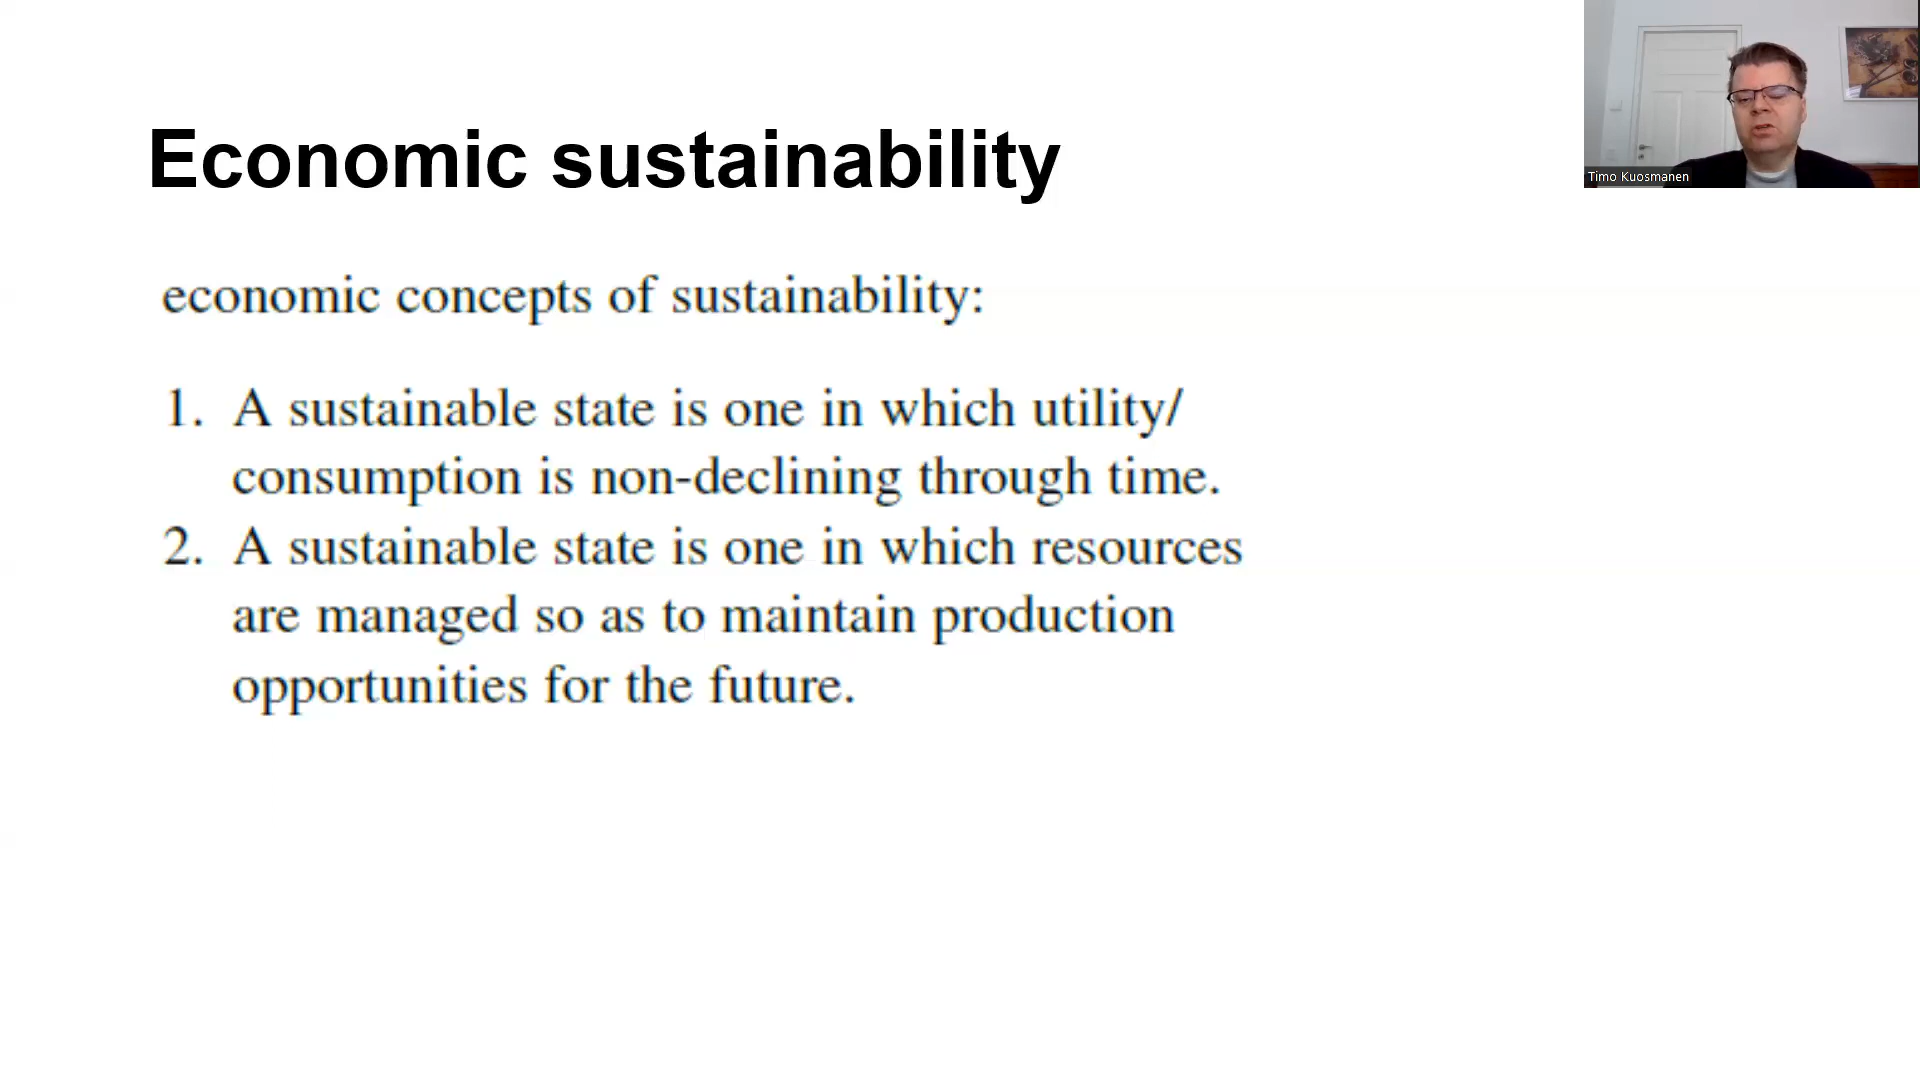 Economic sustainability
economic concepts of sustainability:
1. A sustainable state is one in which utility/
consumption is non-declining through time.
2. A sustainable state is one in which resources
are managed so as to maintain production
opportunities for the future.
Timo Kuosmanen